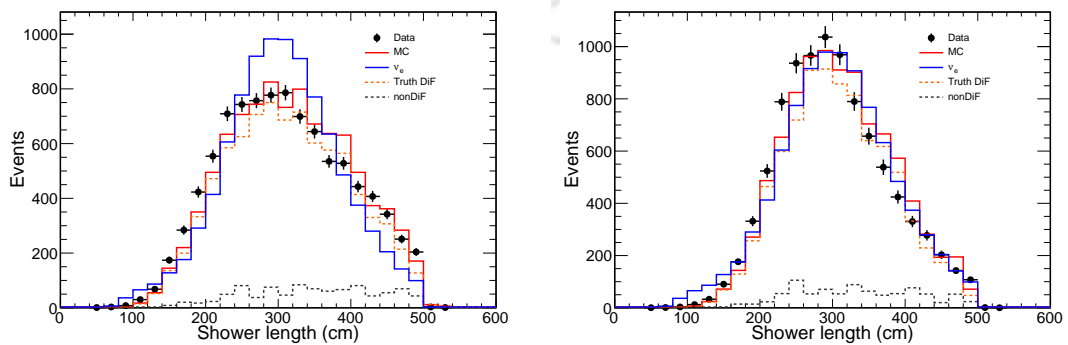 1000
800
600
400
200
0
Events
0 100 200 300 400 500 600
Shower length (cm)
Data
MC
νe
Truth DiF
nonDiF
1000
800
600
400
200
0
Events
0 100 200 300 400 500 600
Shower length (cm)
Data
MC
νe
Truth DiF
nonDiF